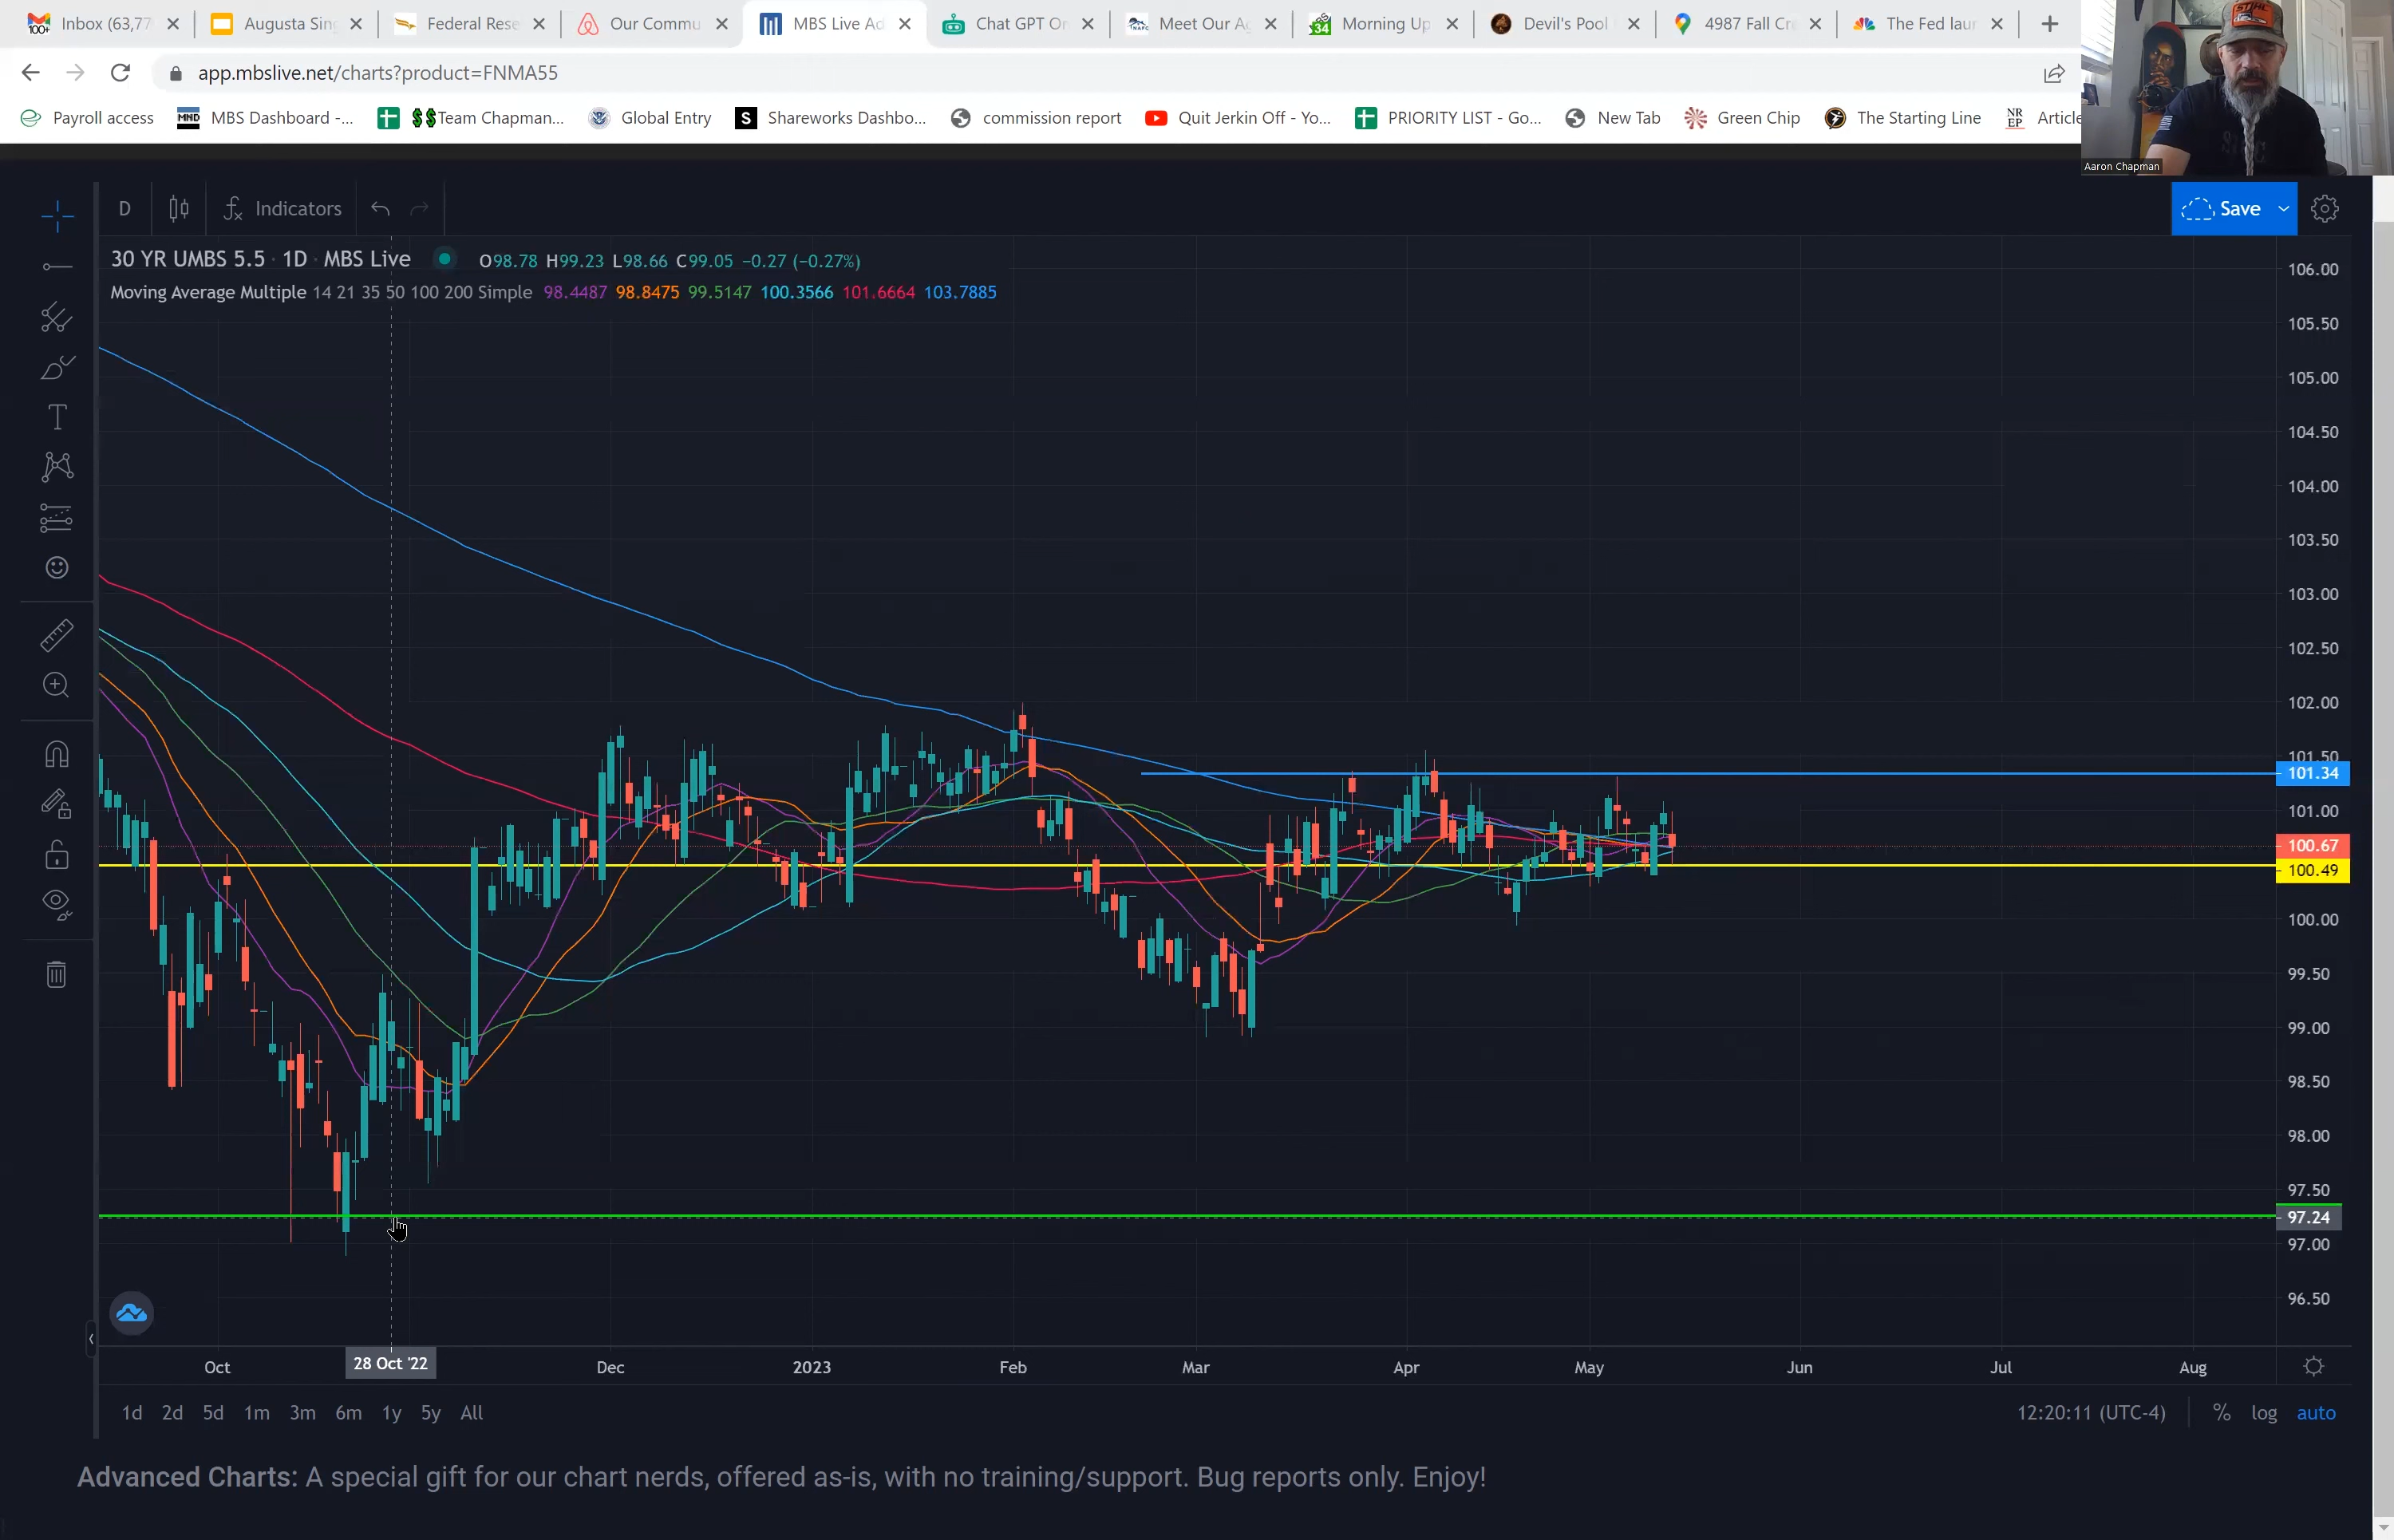 Inbox (63,77 Augusta Sin Federal Rese Our Commu MBS Live Ad Chat GPT On Meet Our Ag Morning Up Devil's Pool 4987 Fall Cre The Fed laun
app.mbslive.net/charts?product=FNMA55
Payroll access MBS Dashboard -... $$Team Chapman... Global Entry Shareworks Dashbo... commission report Quit Jerkin Off - Yo... PRIORITY LIST - Go... New Tab Green Chip The Starting Line Article
Aaron Chapman
D Indicators Save
30 YR UMBS 5.5 · 1D · MBS Live O98.78 H99.23 L98.66 C99.05 −0.27 (−0.27%)
Moving Average Multiple 14 21 35 50 100 200 Simple 98.4487 98.8475 99.5147 100.3566 101.6664 103.7885
106.00
105.50
105.00
104.50
104.00
103.50
103.00
102.50
102.00
101.50
101.34
101.00
100.67
100.49
100.00
99.50
99.00
98.50
98.00
97.50
97.24
97.00
96.50
Oct 28 Oct '22 Dec 2023 Feb Mar Apr May Jun Jul Aug
1d 2d 5d 1m 3m 6m 1y 5y All 12:20:11 (UTC-4) % log auto
Advanced Charts: A special gift for our chart nerds, offered as-is, with no training/support. Bug reports only. Enjoy!